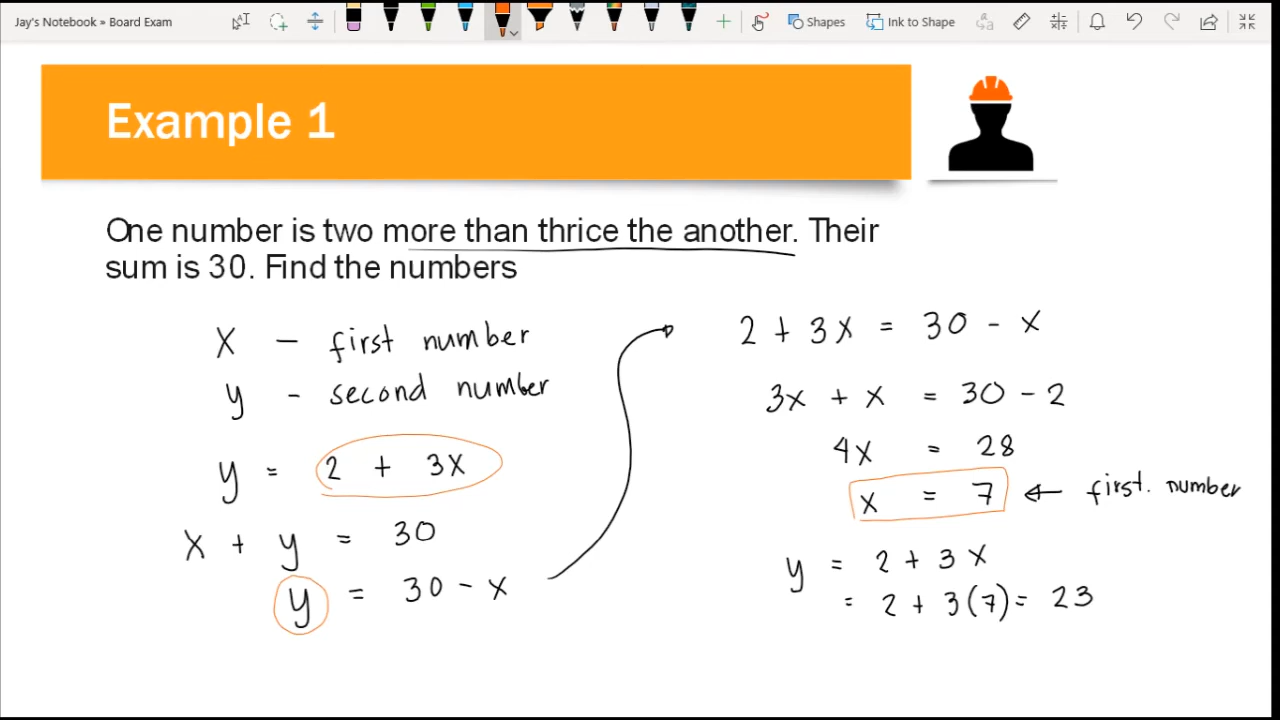 Jay's Notebook » Board Exam
Shapes
Ink to Shape
Example 1
One number is two more than thrice the another. Their
sum is 30. Find the numbers
x - first number
y - second number
y = 2 + 3x
x + y = 30
y = 30 - x
2 + 3x = 30 - x
3x + x = 30 - 2
4x = 28
x = 7 ← first. number
y = 2 + 3x
= 2 + 3(7) = 23